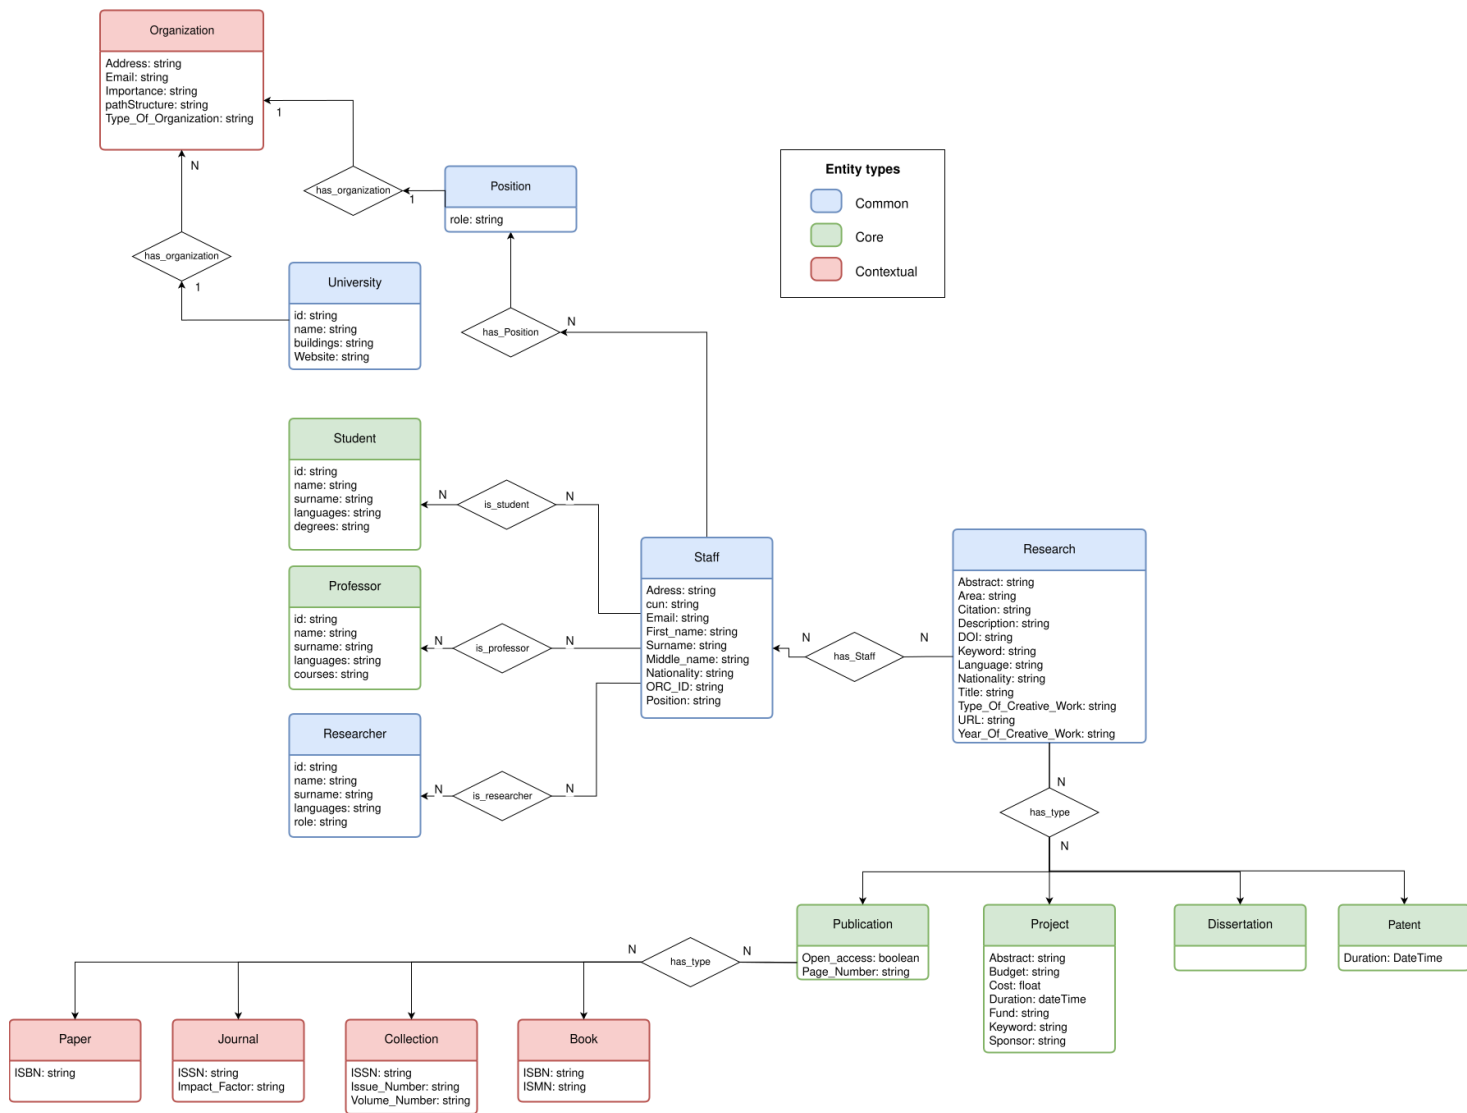 Organization
Address: string
Email: string
Importance: string
pathStructure: string
Type_Of_Organization: string
1
N
has_organization
1
Position
role: string
Entity types
Common
Core
Contextual
has_organization
1
University
id: string
name: string
buildings: string
Website: string
has_Position
N
Student
id: string
name: string
surname: string
languages: string
degrees: string
N
is_student
N
Professor
id: string
name: string
surname: string
languages: string
courses: string
N
is_professor
N
Researcher
id: string
name: string
surname: string
languages: string
role: string
N
is_researcher
N
Staff
Adress: string
cun: string
Email: string
First_name: string
Surname: string
Middle_name: string
Nationality: string
ORC_ID: string
Position: string
N
has_Staff
N
Research
Abstract: string
Area: string
Citation: string
Description: string
DOI: string
Keyword: string
Language: string
Nationality: string
Title: string
Type_Of_Creative_Work: string
URL: string
Year_Of_Creative_Work: string
N
has_type
N
Publication
Open_access: boolean
Page_Number: string
Project
Abstract: string
Budget: string
Cost: float
Duration: dateTime
Fund: string
Keyword: string
Sponsor: string
Dissertation
Patent
Duration: DateTime
N
has_type
N
Paper
ISBN: string
Journal
ISSN: string
Impact_Factor: string
Collection
ISSN: string
Issue_Number: string
Volume_Number: string
Book
ISBN: string
ISMN: string